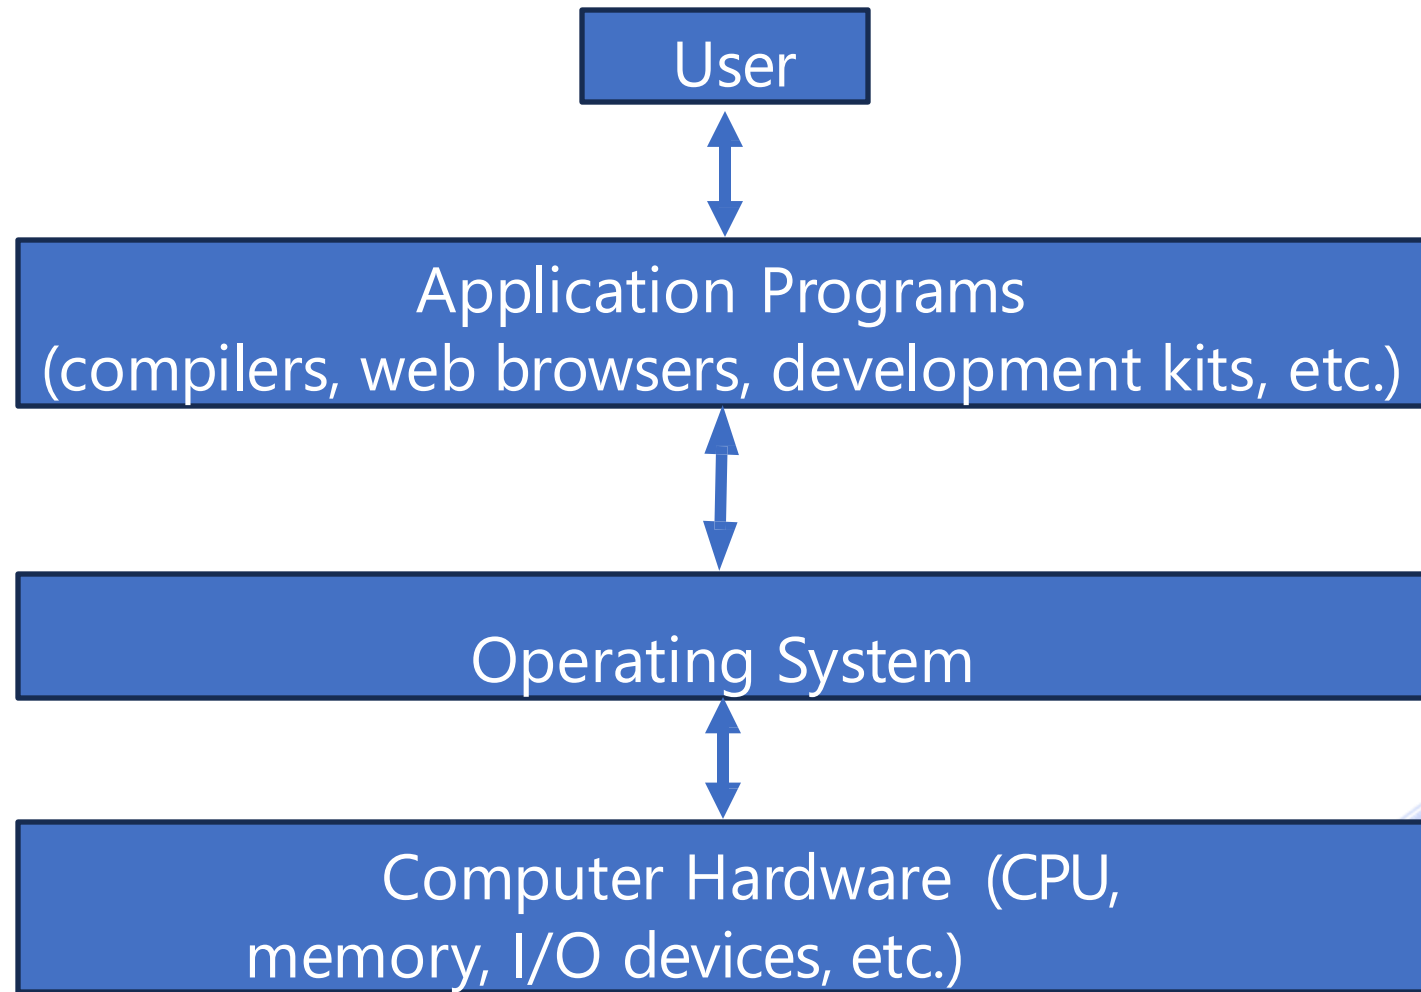 User
Application Programs
(compilers, web browsers, development kits, etc.)
Operating System
Computer Hardware (CPU,
memory, I/O devices, etc.)